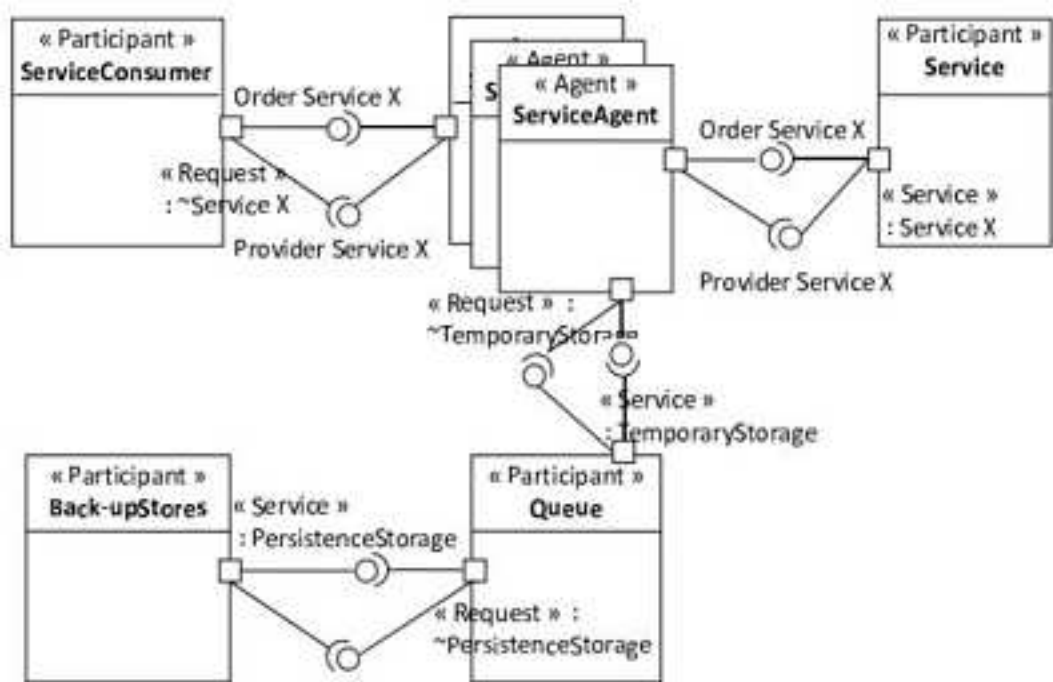 « Participant »
ServiceConsumer
Order Service X
« Request »
: ~Service X
Provider Service X
« Agent »
S
« Agent »
ServiceAgent
Order Service X
« Participant »
Service
« Service »
: Service X
Provider Service X
« Request » :
~TemporaryStorage
« Service »
: TemporaryStorage
« Participant »
Back-upStores
« Service »
: PersistenceStorage
« Participant »
Queue
« Request » :
~PersistenceStorage